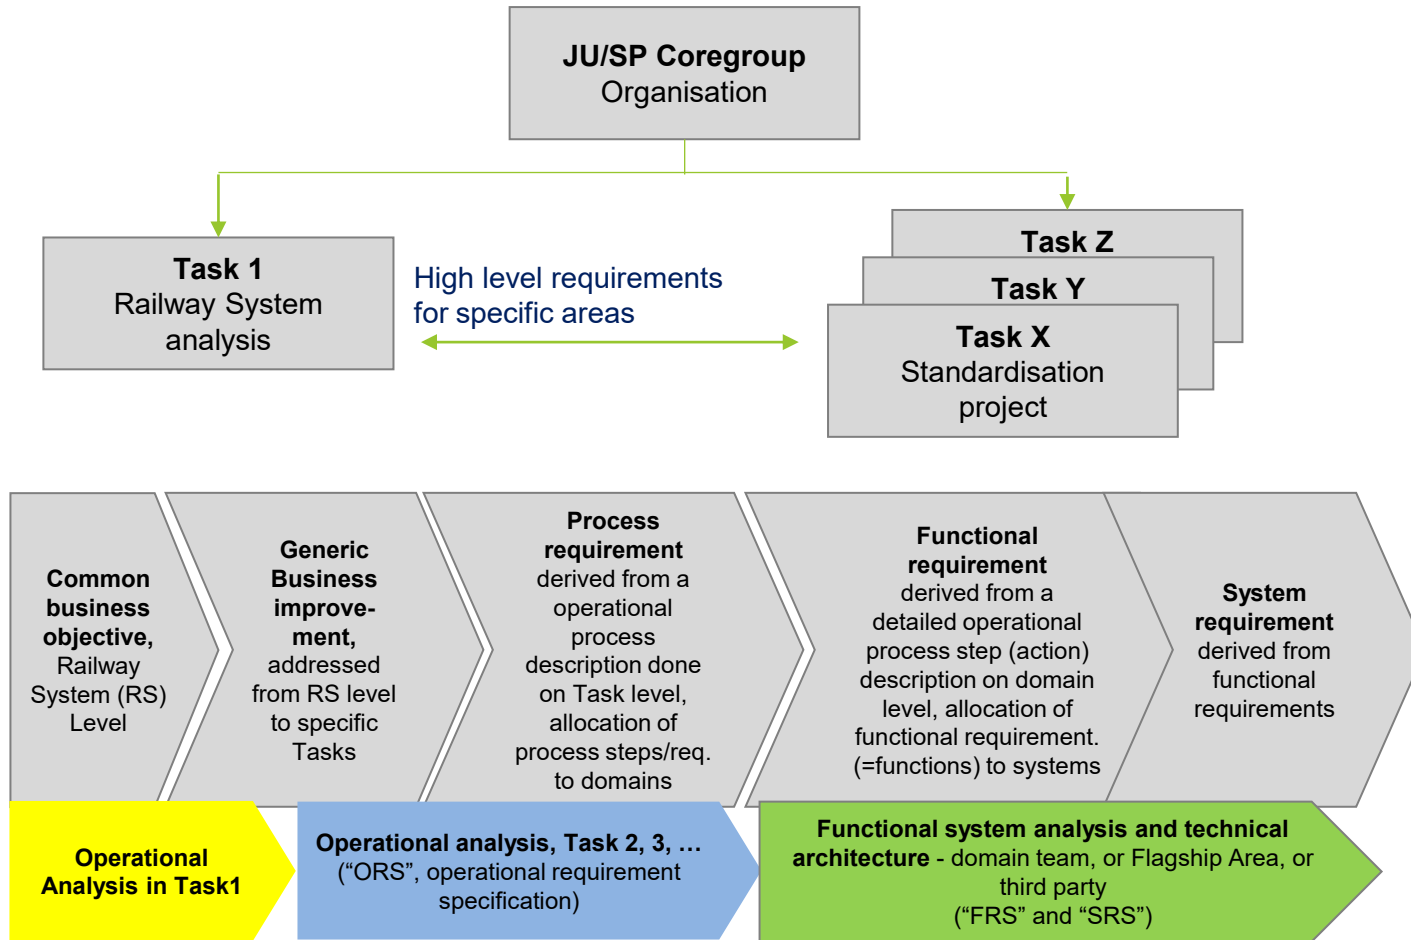 JU/SP Coregroup
Organisation
Task 1
Railway System
analysis
High level requirements
for specific areas
Task Z
Task Y
Task X
Standardisation
project
Common
business
objective,
Railway
System (RS)
Level
Generic
Business
improve-
ment,
addressed
from RS level
to specific
Tasks
Process
requirement
derived from a
operational
process
description done
on Task level,
allocation of
process steps/req.
to domains
Functional
requirement
derived from a
detailed operational
process step (action)
description on domain
level, allocation of
functional requirement.
(=functions) to systems
System
requirement
derived from
functional
requirements
Operational
Analysis in Task1
Operational analysis, Task 2, 3, …
(“ORS”, operational requirement
specification)
Functional system analysis and technical
architecture - domain team, or Flagship Area, or
third party
(“FRS” and “SRS”)